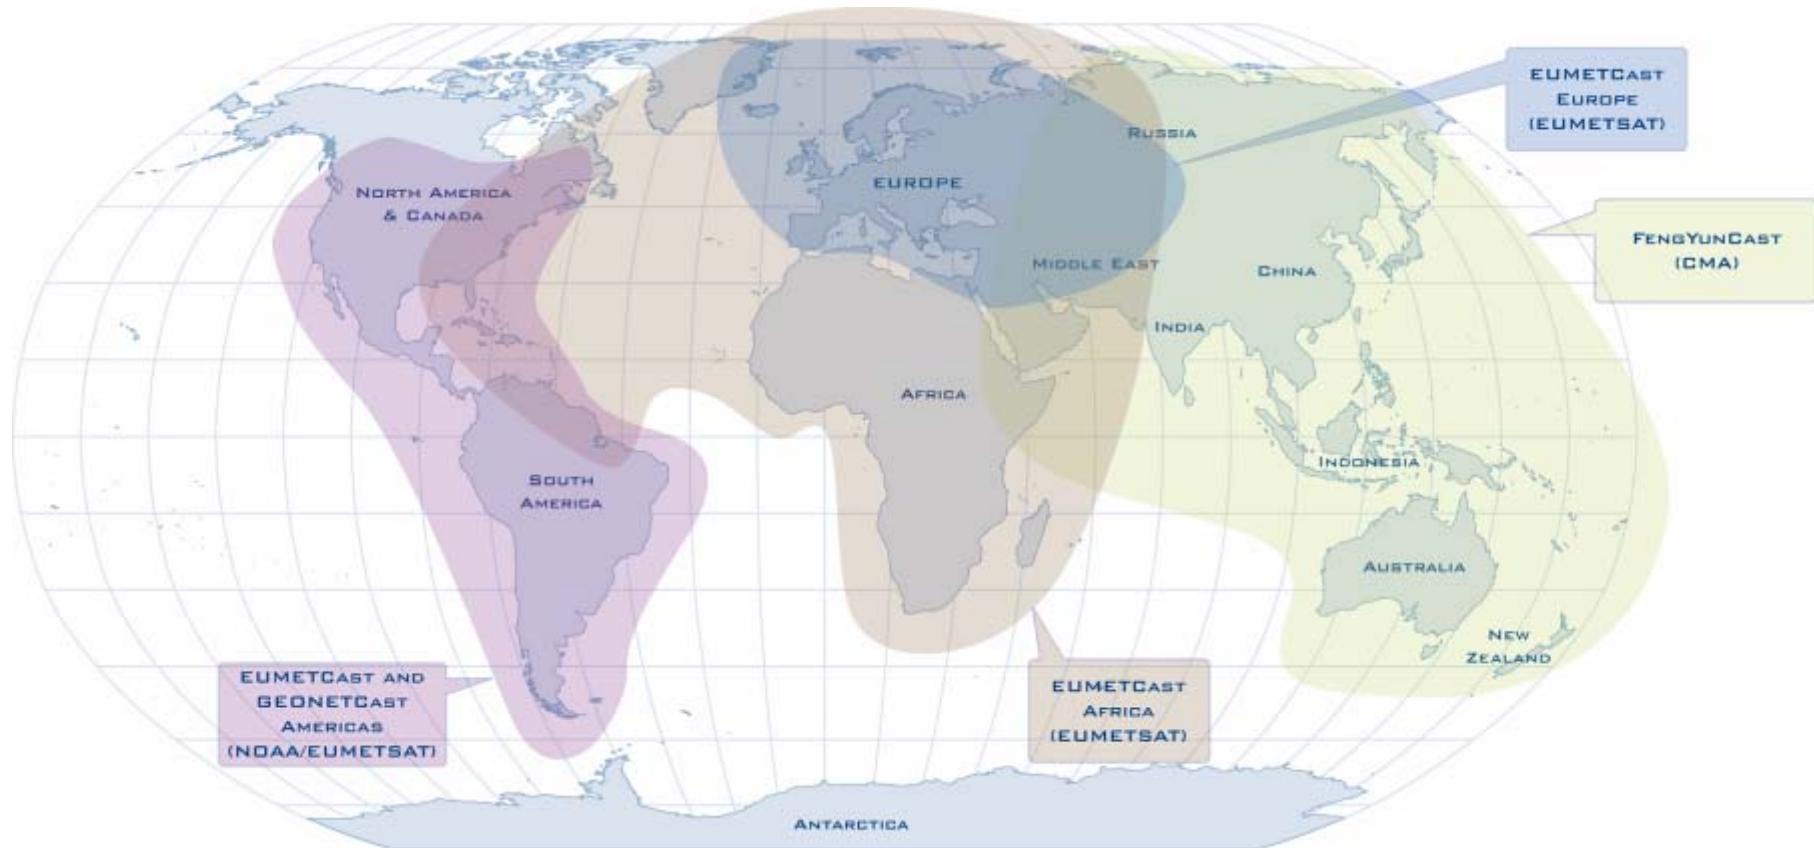 EUMETCast
Europe
(EUMETSAT)
Russia
North America
& Canada
EUROPE
FengYunCast
(CMA)
Middle East
China
India
Africa
Indonesia
South
America
Australia
New
Zealand
EUMETCast and
GEONETCast
Americas
(NOAA/EUMETSAT)
EUMETCast
Africa
(EUMETSAT)
Antarctica